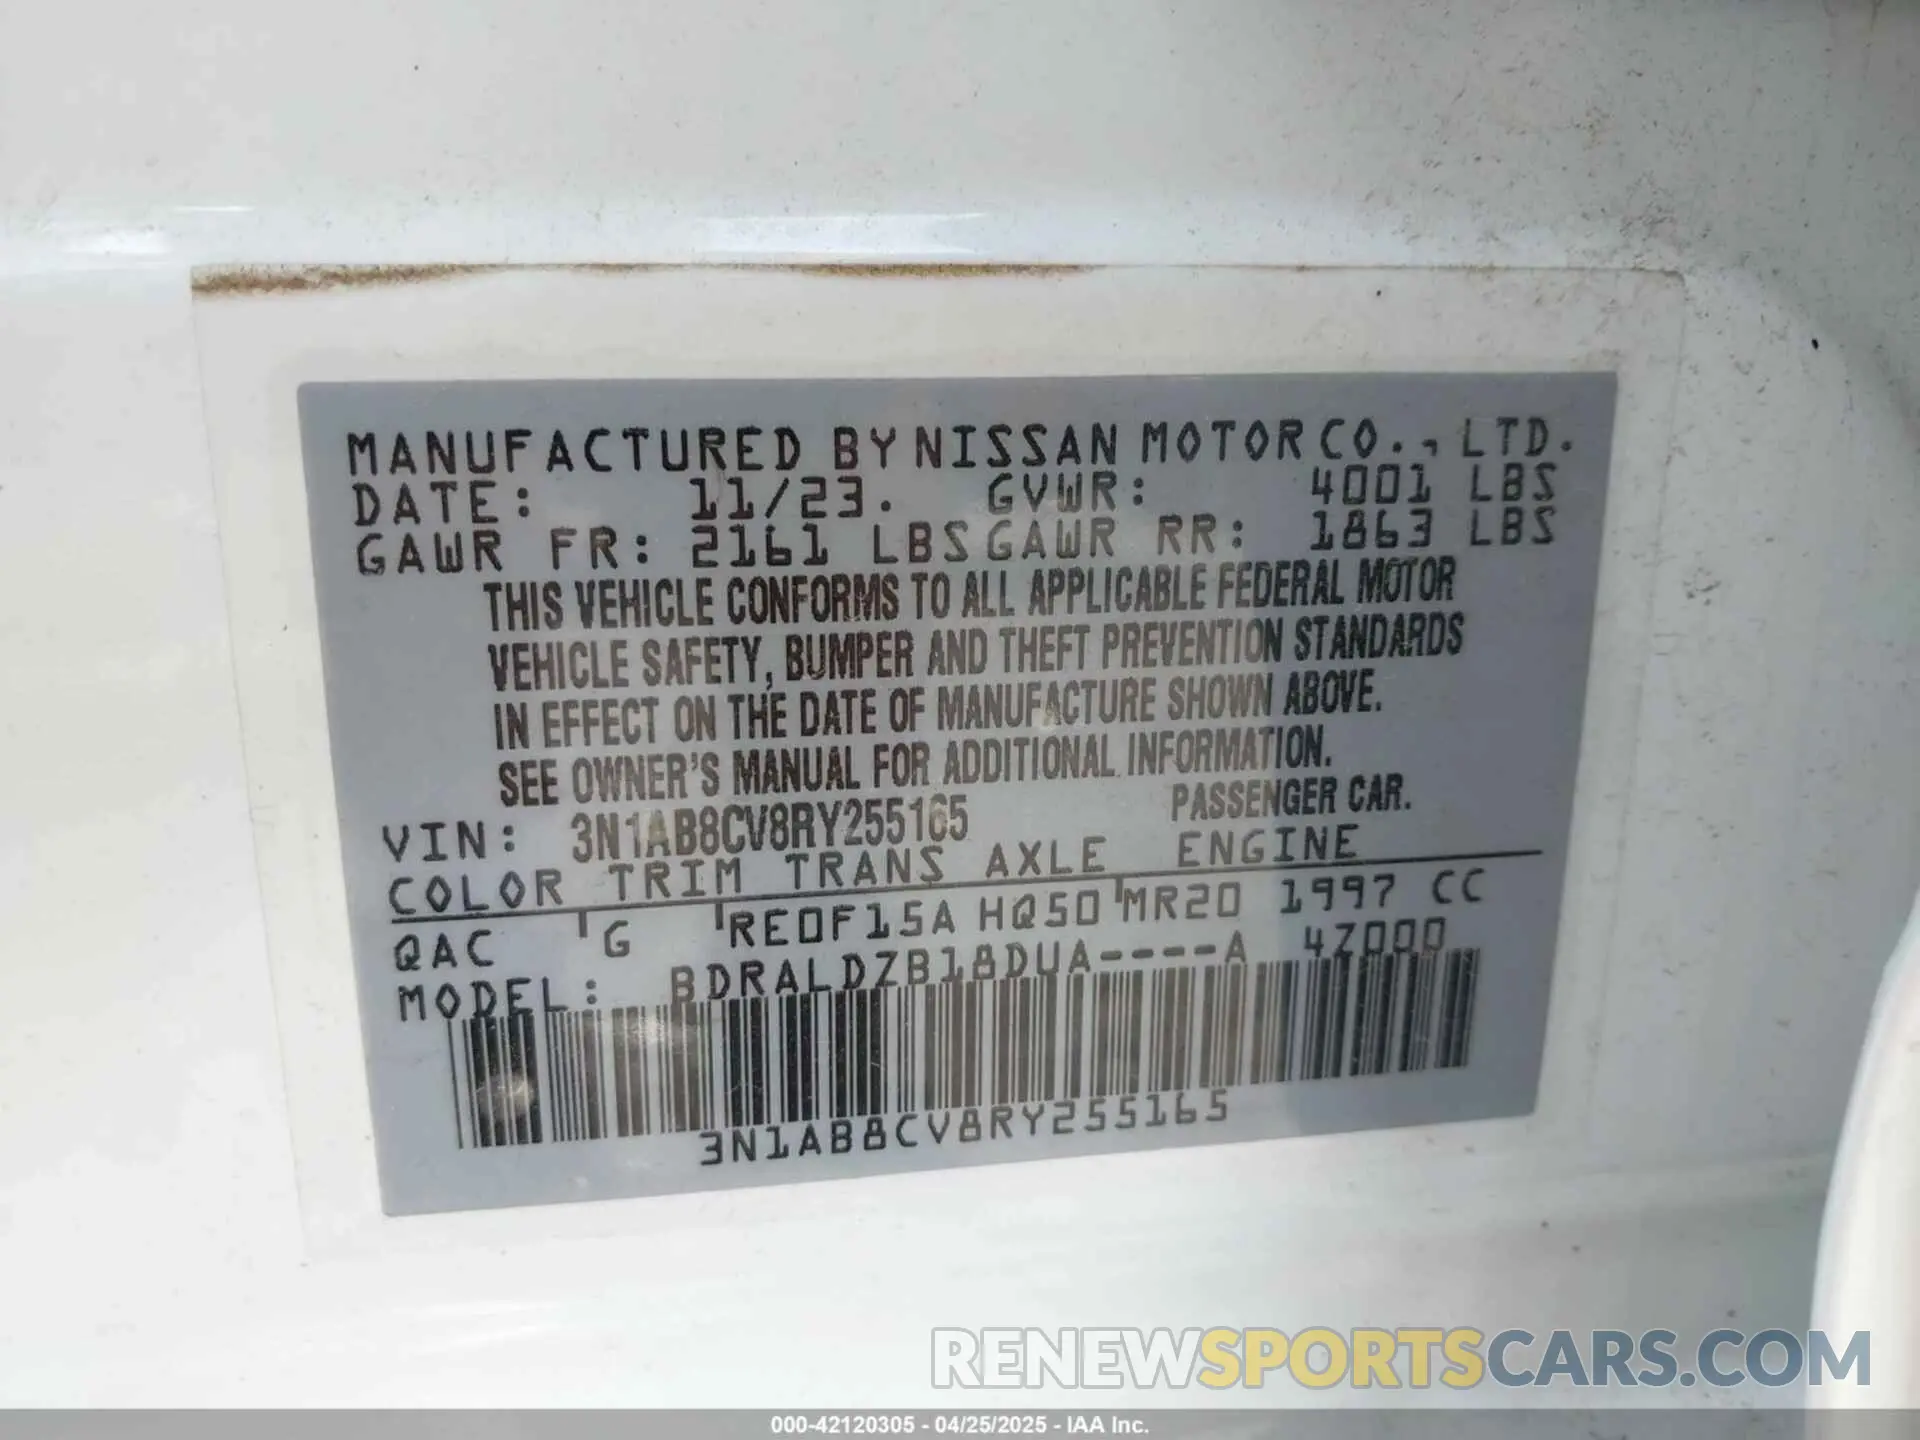 MANUFACTURED BY NISSAN MOTOR CO., LTD.
DATE: 11/23. GVWR: 4001 LBS
GAWR FR: 2161 LBS GAWR RR: 1863 LBS
THIS VEHICLE CONFORMS TO ALL APPLICABLE FEDERAL MOTOR
VEHICLE SAFETY, BUMPER AND THEFT PREVENTION STANDARDS
IN EFFECT ON THE DATE OF MANUFACTURE SHOWN ABOVE.
SEE OWNER'S MANUAL FOR ADDITIONAL INFORMATION.
VIN: 3N1AB8CV8RY255165 PASSENGER CAR.
COLOR TRIM TRANS AXLE ENGINE
QAC G RE0F15A HQ50 MR20 1997 CC
MODEL: BDRALDZB18DUA----A 4Z000
3N1AB8CV8RY255165
RENEWSPORTSCARS.COM
000-42120305 - 04/25/2025 - IAA Inc.